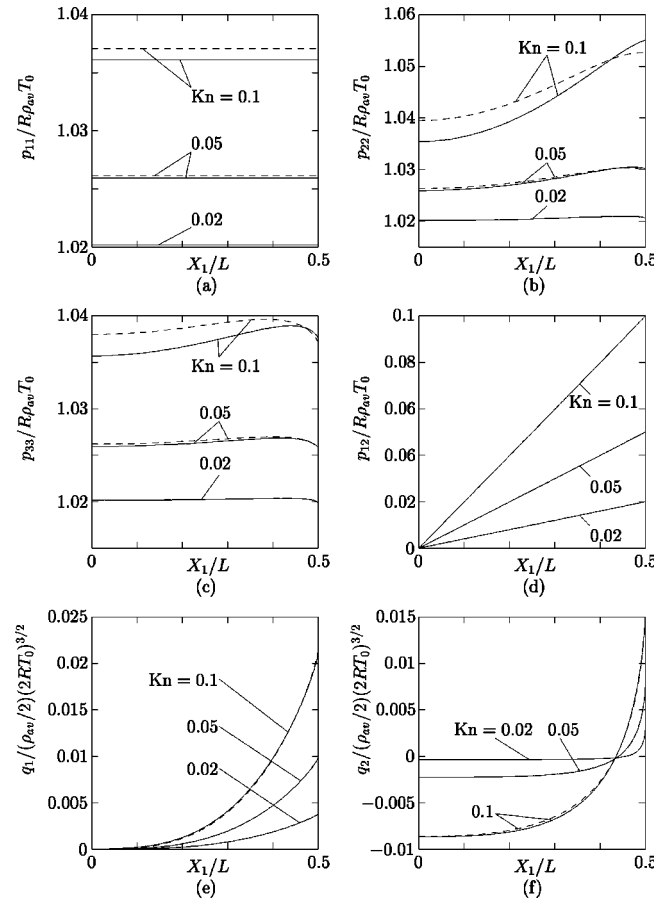 1.04
1.03
1.02
p11/Rρav T0
Kn = 0.1
0.05
0.02
0
X1/L
0.5
(a)
1.06
1.05
1.04
1.03
1.02
p22/Rρav T0
Kn = 0.1
0.05
0.02
0
X1/L
0.5
(b)
1.04
1.03
1.02
p33/Rρav T0
Kn = 0.1
0.05
0.02
0
X1/L
0.5
(c)
0.1
0.08
0.06
0.06
0.02
0
p12/Rρav T0
Kn = 0.1
0.05
0.02
0
X1/L
0.5
(d)
0.025
0.020
0.015
0.010
0.005
0
q1/(ρav/2)(2RT0)^3/2
Kn = 0.1
0.05
0.02
0
X1/L
0.5
(e)
0.015
0.010
0.005
0
−0.005
−0.01
q2/(ρav/2)(2RT0)^3/2
Kn = 0.02
0.05
0.1
0
X1/L
0.5
(f)